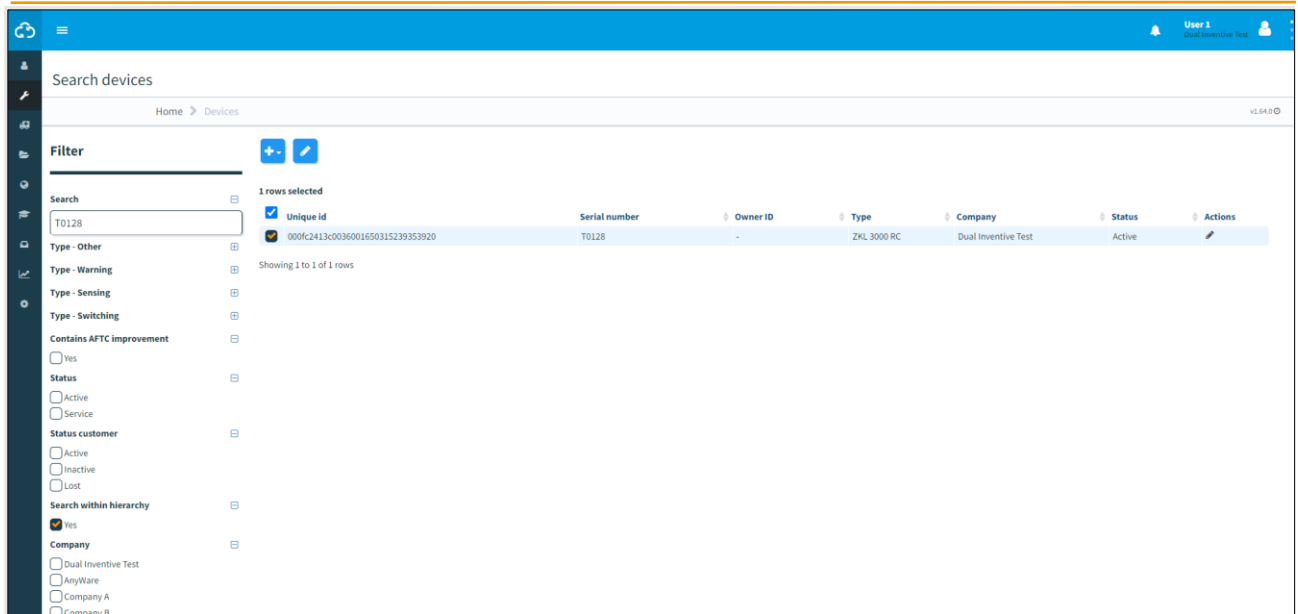 User 1
Dual Inventive Test
Search devices
Home Devices
v1.64.0
Filter
Search
T0128
Type - Other
Type - Warning
Type - Sensing
Type - Switching
Contains AFTC improvement
Yes
Status
Active
Service
Status customer
Active
Inactive
Lost
Search within hierarchy
Yes
Company
Dual Inventive Test
AnyWare
Company A
Company B
1 rows selected
Unique id Serial number Owner ID Type Company Status Actions
000fc2413c0036001650315239353920 T0128 - ZKL 3000 RC Dual Inventive Test Active
Showing 1 to 1 of 1 rows